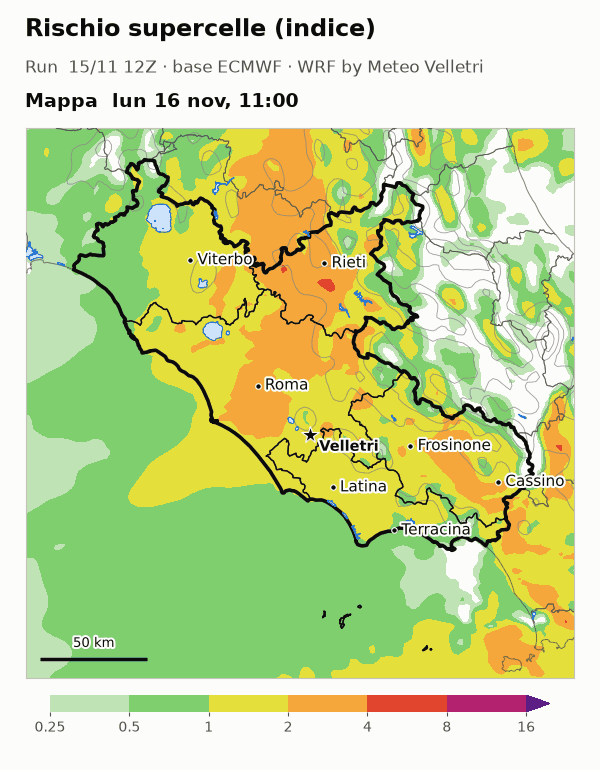 Rischio supercelle (indice)
Run  15/11 12Z · base ECMWF · WRF by Meteo Velletri
Mappa  lun 16 nov, 11:00
Viterbo
Rieti
Roma
Velletri
Frosinone
Cassino
Latina
Terracina
50 km
0.25 0.5 1 2 4 8 16